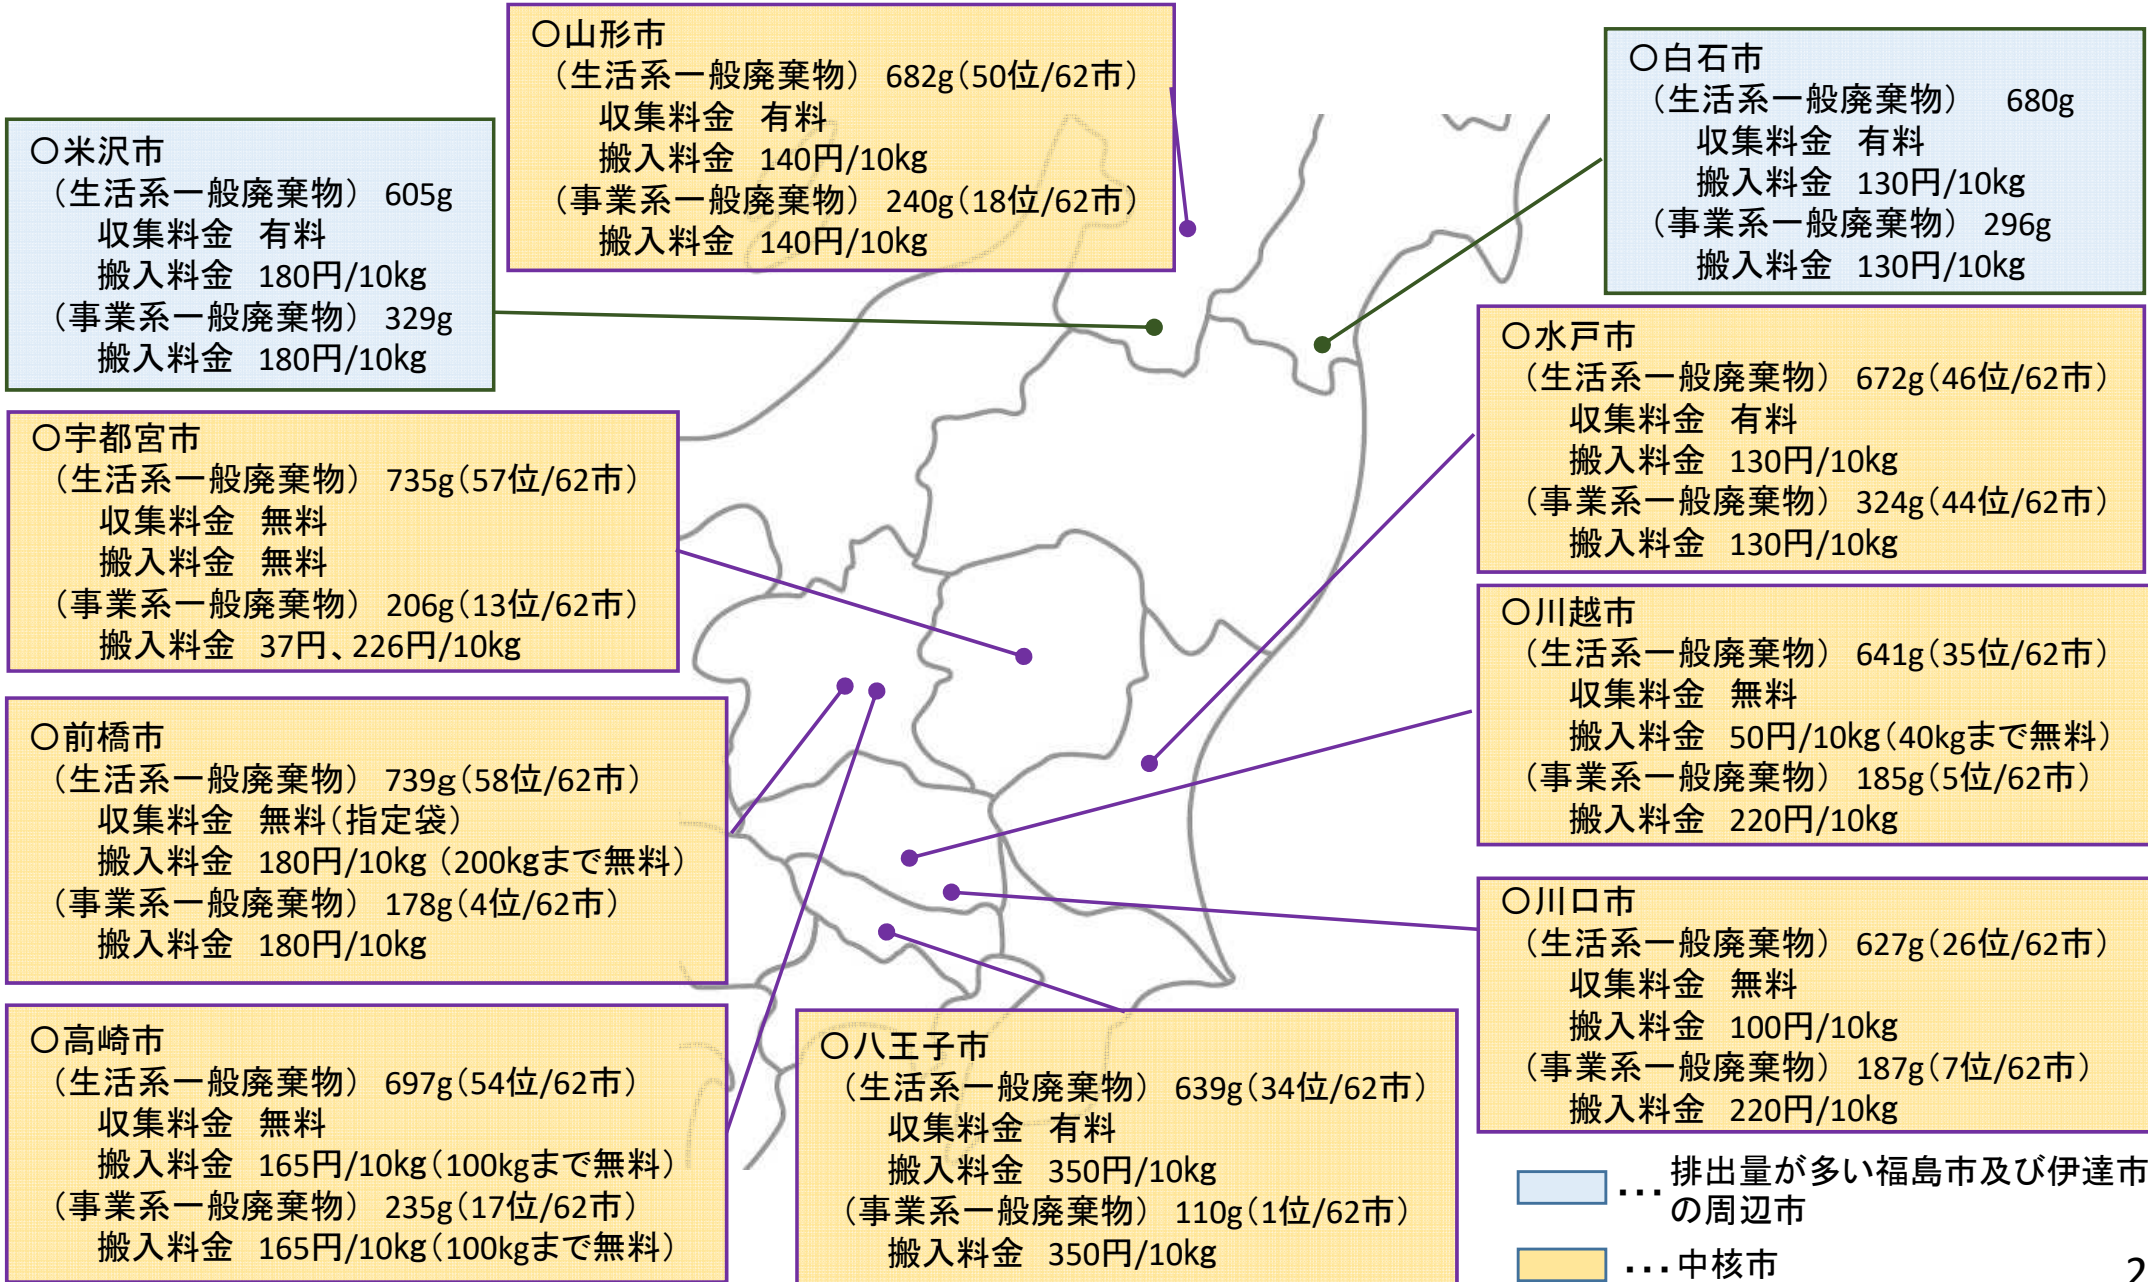 ○山形市
（生活系一般廃棄物） 682g（50位/62市）
収集料金 有料
搬入料金 140円/10kg
（事業系一般廃棄物） 240g（18位/62市）
搬入料金 140円/10kg
○白石市
（生活系一般廃棄物） 680g
収集料金 有料
搬入料金 130円/10kg
（事業系一般廃棄物） 296g
搬入料金 130円/10kg
○米沢市
（生活系一般廃棄物） 605g
収集料金 有料
搬入料金 180円/10kg
（事業系一般廃棄物） 329g
搬入料金 180円/10kg
○水戸市
（生活系一般廃棄物） 672g（46位/62市）
収集料金 有料
搬入料金 130円/10kg
（事業系一般廃棄物） 324g（44位/62市）
搬入料金 130円/10kg
○宇都宮市
（生活系一般廃棄物） 735g（57位/62市）
収集料金 無料
搬入料金 無料
（事業系一般廃棄物） 206g（13位/62市）
搬入料金 37円、226円/10kg
○川越市
（生活系一般廃棄物） 641g（35位/62市）
収集料金 無料
搬入料金 50円/10kg（40kgまで無料）
（事業系一般廃棄物） 185g（5位/62市）
搬入料金 220円/10kg
○前橋市
（生活系一般廃棄物） 739g（58位/62市）
収集料金 無料（指定袋）
搬入料金 180円/10kg （200kgまで無料）
（事業系一般廃棄物） 178g（4位/62市）
搬入料金 180円/10kg
○川口市
（生活系一般廃棄物） 627g（26位/62市）
収集料金 無料
搬入料金 100円/10kg
（事業系一般廃棄物） 187g（7位/62市）
搬入料金 220円/10kg
○高崎市
（生活系一般廃棄物） 697g（54位/62市）
収集料金 無料
搬入料金 165円/10kg（100kgまで無料）
（事業系一般廃棄物） 235g（17位/62市）
搬入料金 165円/10kg（100kgまで無料）
○八王子市
（生活系一般廃棄物） 639g（34位/62市）
収集料金 有料
搬入料金 350円/10kg
（事業系一般廃棄物） 110g（1位/62市）
搬入料金 350円/10kg
･･･排出量が多い福島市及び伊達市
の周辺市
･･･中核市
2